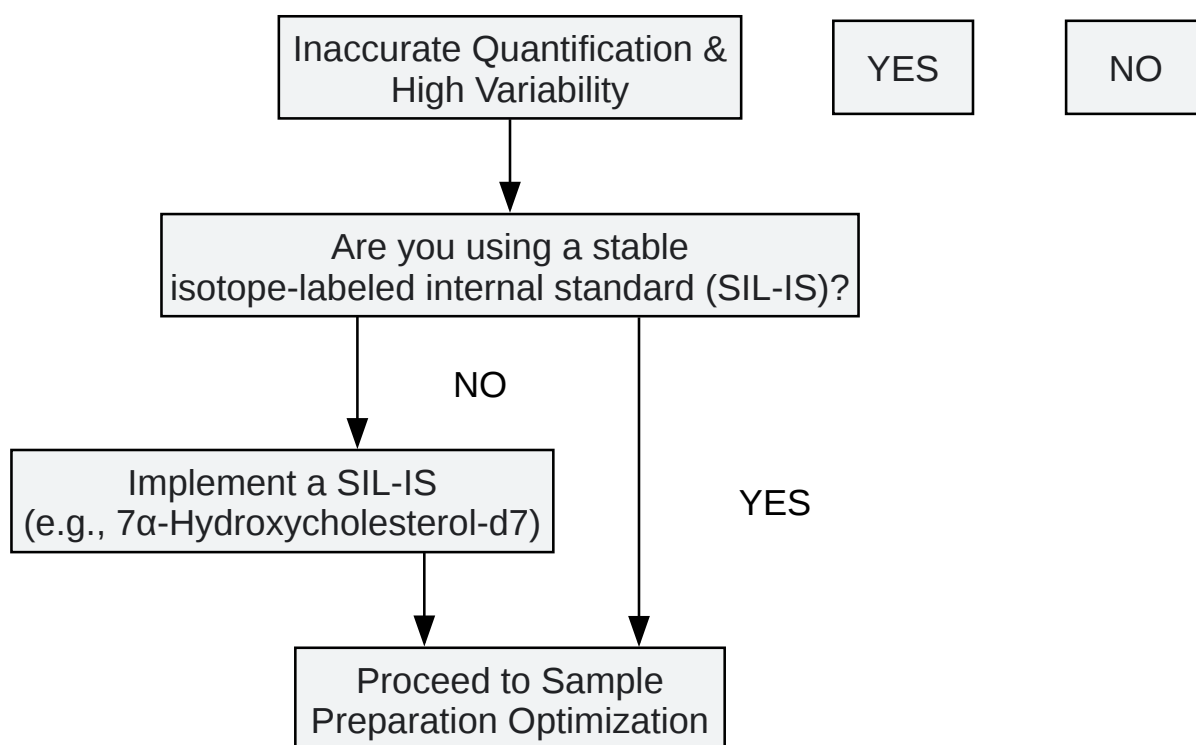 Inaccurate Quantification &
High Variability
YES
NO
Are you using a stable
isotope-labeled internal standard (SIL-IS)?
NO
Implement a SIL-IS
(e.g., 7α-Hydroxycholesterol-d7)
YES
Proceed to Sample
Preparation Optimization